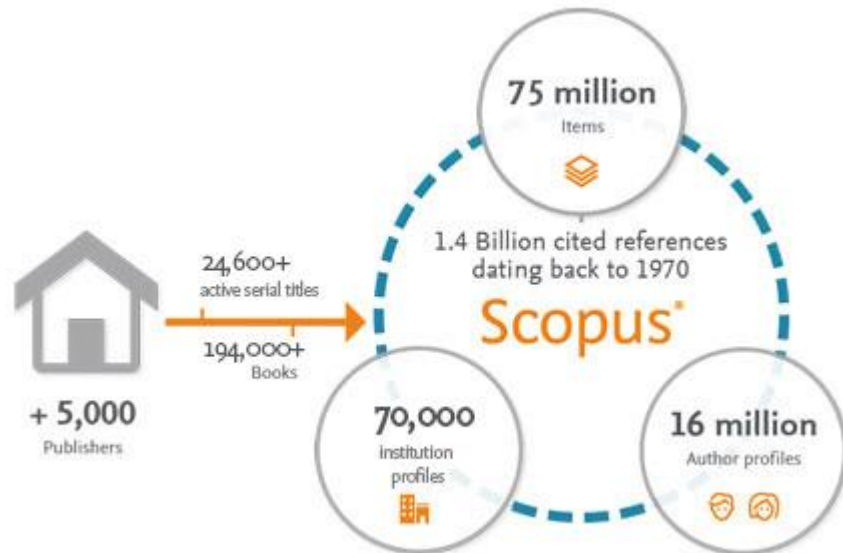 75 million
Items
1.4 Billion cited references
dating back to 1970
Scopus®
24,600+
active serial titles
194,000+
Books
+ 5,000
Publishers
70,000
institution
profiles
16 million
Author profiles